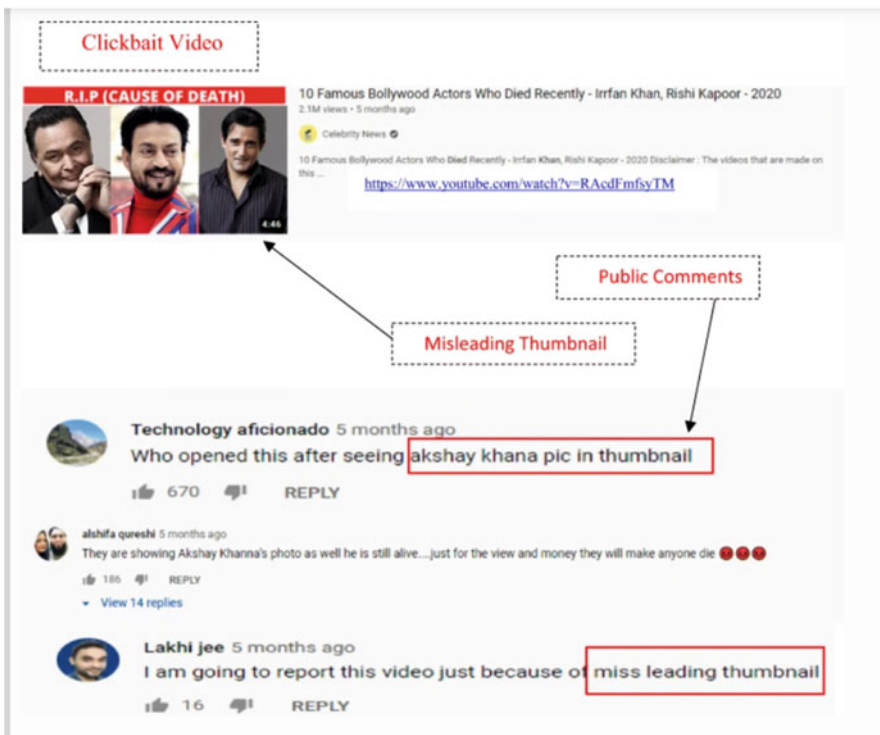 Clickbait Video
R.I.P (CAUSE OF DEATH)
4:46
10 Famous Bollywood Actors Who Died Recently - Irrfan Khan, Rishi Kapoor - 2020
2.1M views • 5 months ago
Celebrity News
10 Famous Bollywood Actors Who Died Recently - Irrfan Khan, Rishi Kapoor - 2020 Disclaimer : The videos that are made on
this ...
https://www.youtube.com/watch?v=RAcdFmfsyTM
Public Comments
Misleading Thumbnail
Technology aficionado 5 months ago
Who opened this after seeing akshay khana pic in thumbnail
670 REPLY
alshifa qureshi 5 months ago
They are showing Akshay Khanna's photo as well he is still alive....just for the view and money they will make anyone die 😡😡😡
186 REPLY
View 14 replies
Lakhi jee 5 months ago
I am going to report this video just because of miss leading thumbnail
16 REPLY